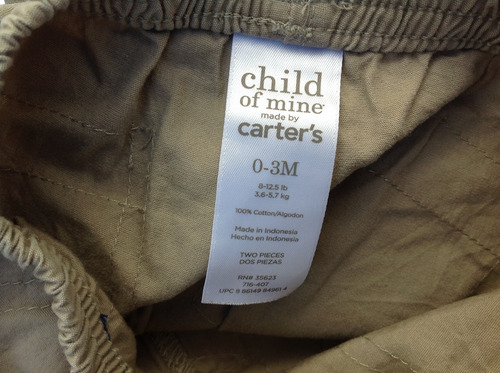 child
of mine
made by
carter's
0-3M
8-12.5 lb
3.6-5.7 kg
100% Cotton/Algodon
Made in Indonesia
Hecho en Indonesia
TWO PIECES
DOS PIEZAS
RN# 35623
718-407
UPC